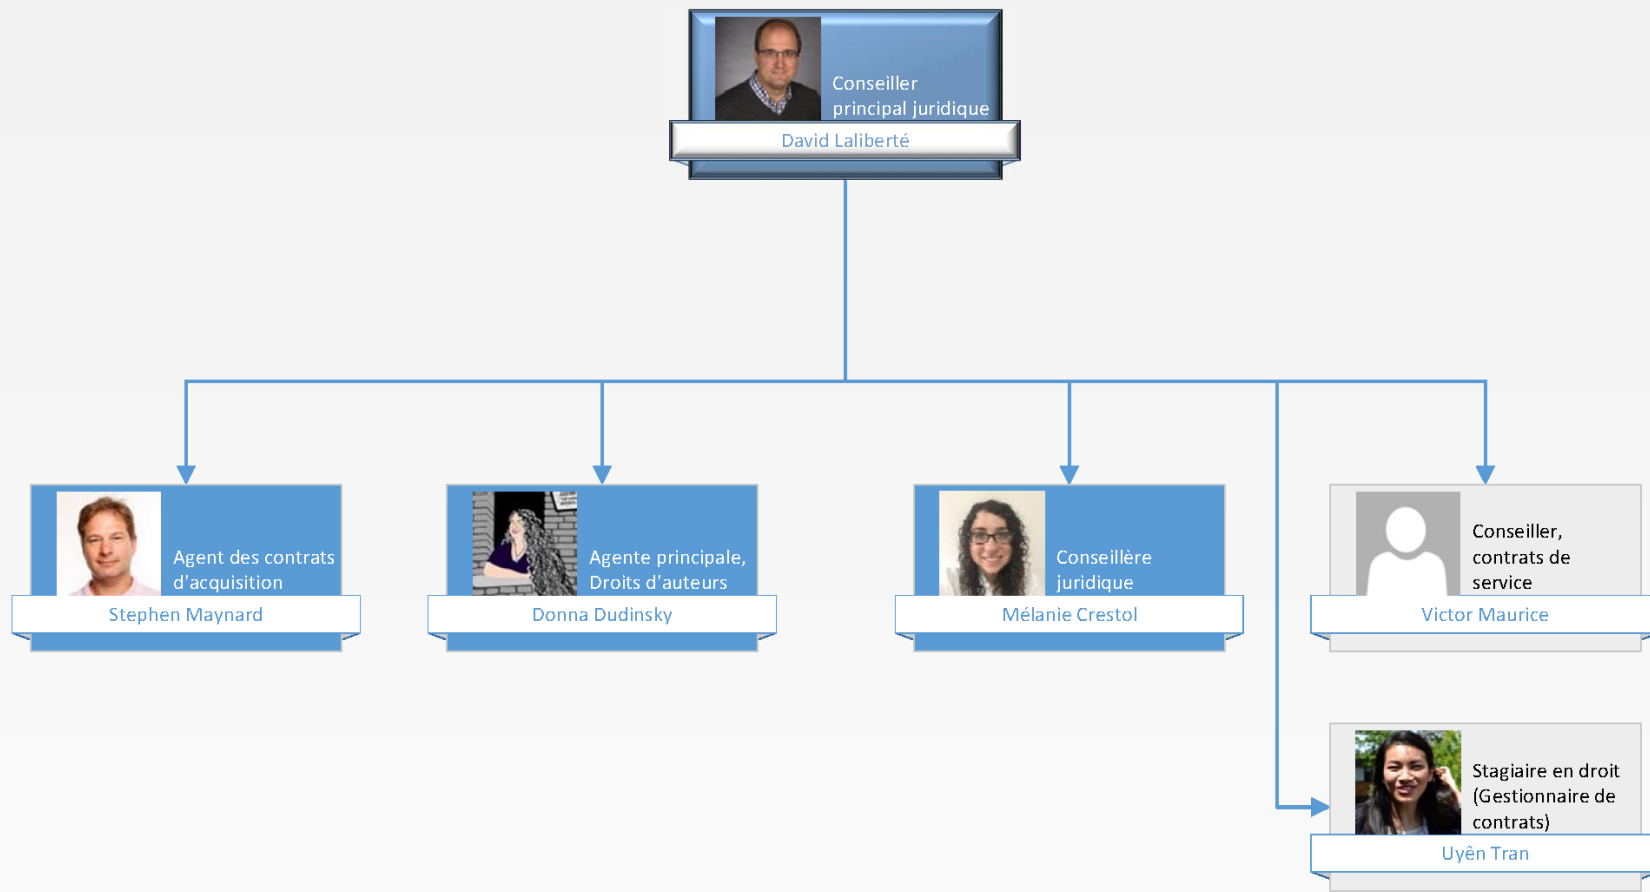 Conseiller
principal juridique
David Laliberté
Agent des contrats
d'acquisition
Stephen Maynard
Agente principale,
Droits d'auteurs
Donna Dudinsky
Conseillère
juridique
Mélanie Crestol
Conseiller,
contrats de
service
Victor Maurice
Stagiaire en droit
(Gestionnaire de
contrats)
Uyên Tran